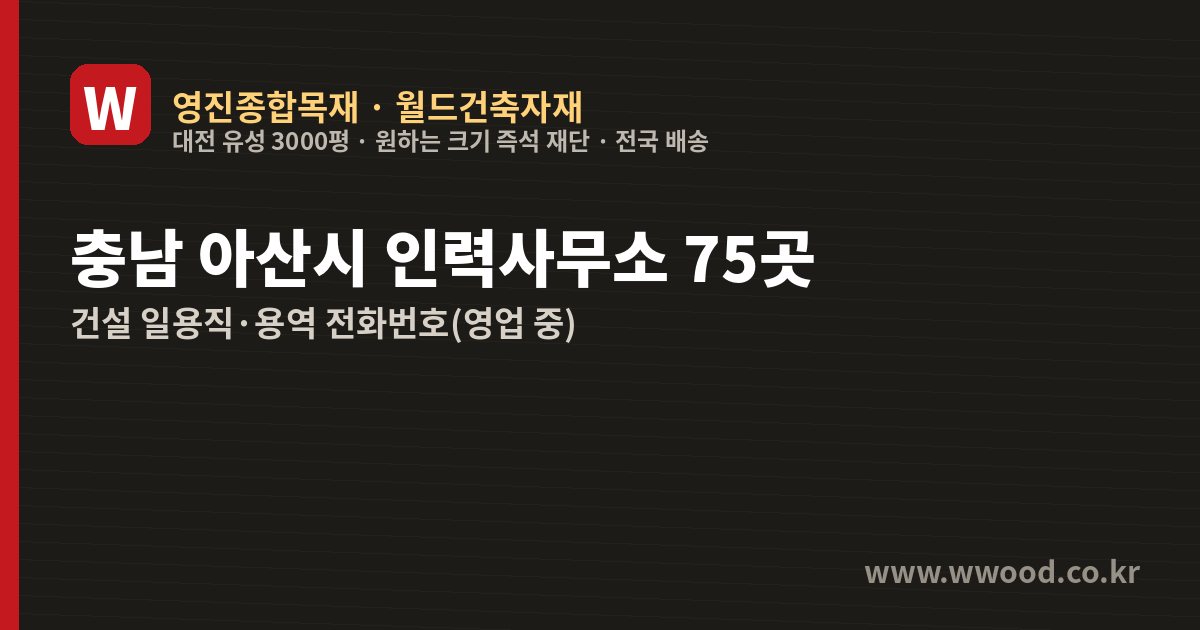 W
영진종합목재 · 월드건축자재
대전 유성 3000평 · 원하는 크기 즉석 재단 · 전국 배송
충남 아산시 인력사무소 75곳
건설 일용직·용역 전화번호(영업 중)
www.wwood.co.kr